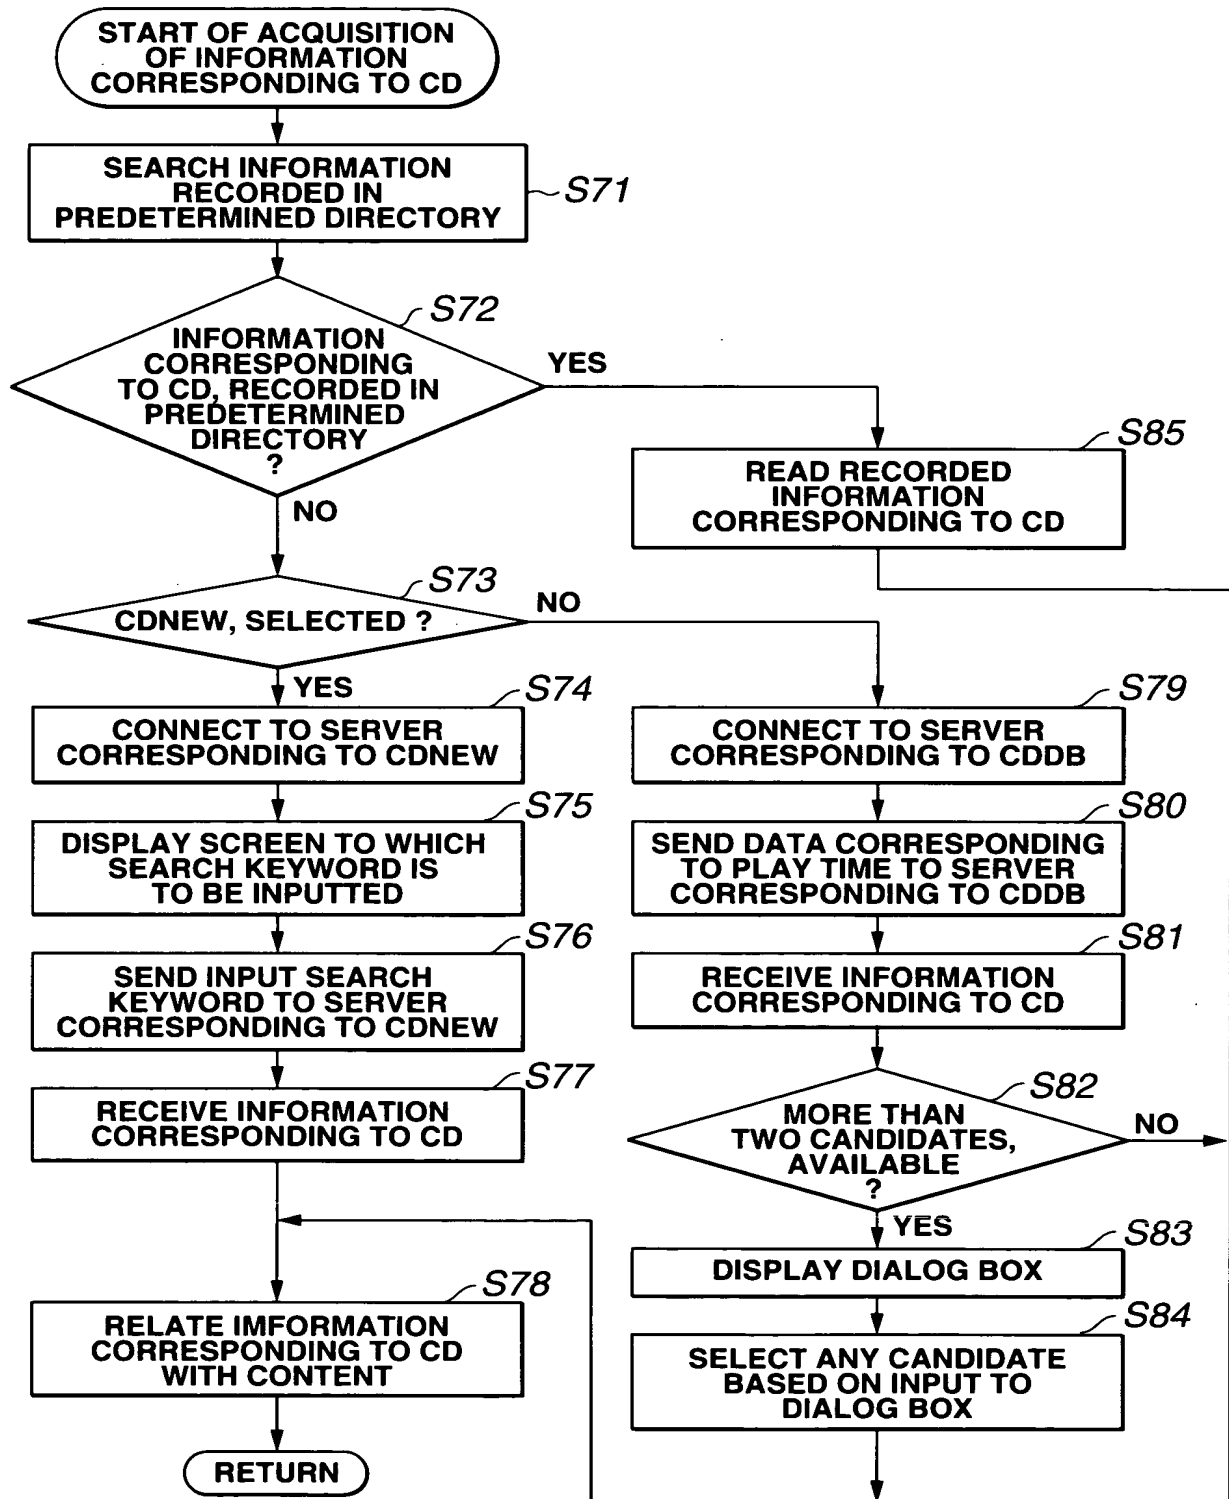 START OF ACQUISITION
OF INFORMATION
CORRESPONDING TO CD
SEARCH INFORMATION
RECORDED IN
PREDETERMINED DIRECTORY
S71
S72
INFORMATION
CORRESPONDING
TO CD, RECORDED IN
PREDETERMINED
DIRECTORY
?
YES
NO
S85
READ RECORDED
INFORMATION
CORRESPONDING TO CD
S73
CDNEW, SELECTED ?
NO
YES
S74
CONNECT TO SERVER
CORRESPONDING TO CDNEW
S75
DISPLAY SCREEN TO WHICH
SEARCH KEYWORD IS
TO BE INPUTTED
S76
SEND INPUT SEARCH
KEYWORD TO SERVER
CORRESPONDING TO CDNEW
S77
RECEIVE INFORMATION
CORRESPONDING TO CD
S78
RELATE IMFORMATION
CORRESPONDING TO CD
WITH CONTENT
RETURN
S79
CONNECT TO SERVER
CORRESPONDING TO CDDB
S80
SEND DATA CORRESPONDING
TO PLAY TIME TO SERVER
CORRESPONDING TO CDDB
S81
RECEIVE INFORMATION
CORRESPONDING TO CD
S82
MORE THAN
TWO CANDIDATES,
AVAILABLE
?
NO
YES
S83
DISPLAY DIALOG BOX
S84
SELECT ANY CANDIDATE
BASED ON INPUT TO
DIALOG BOX